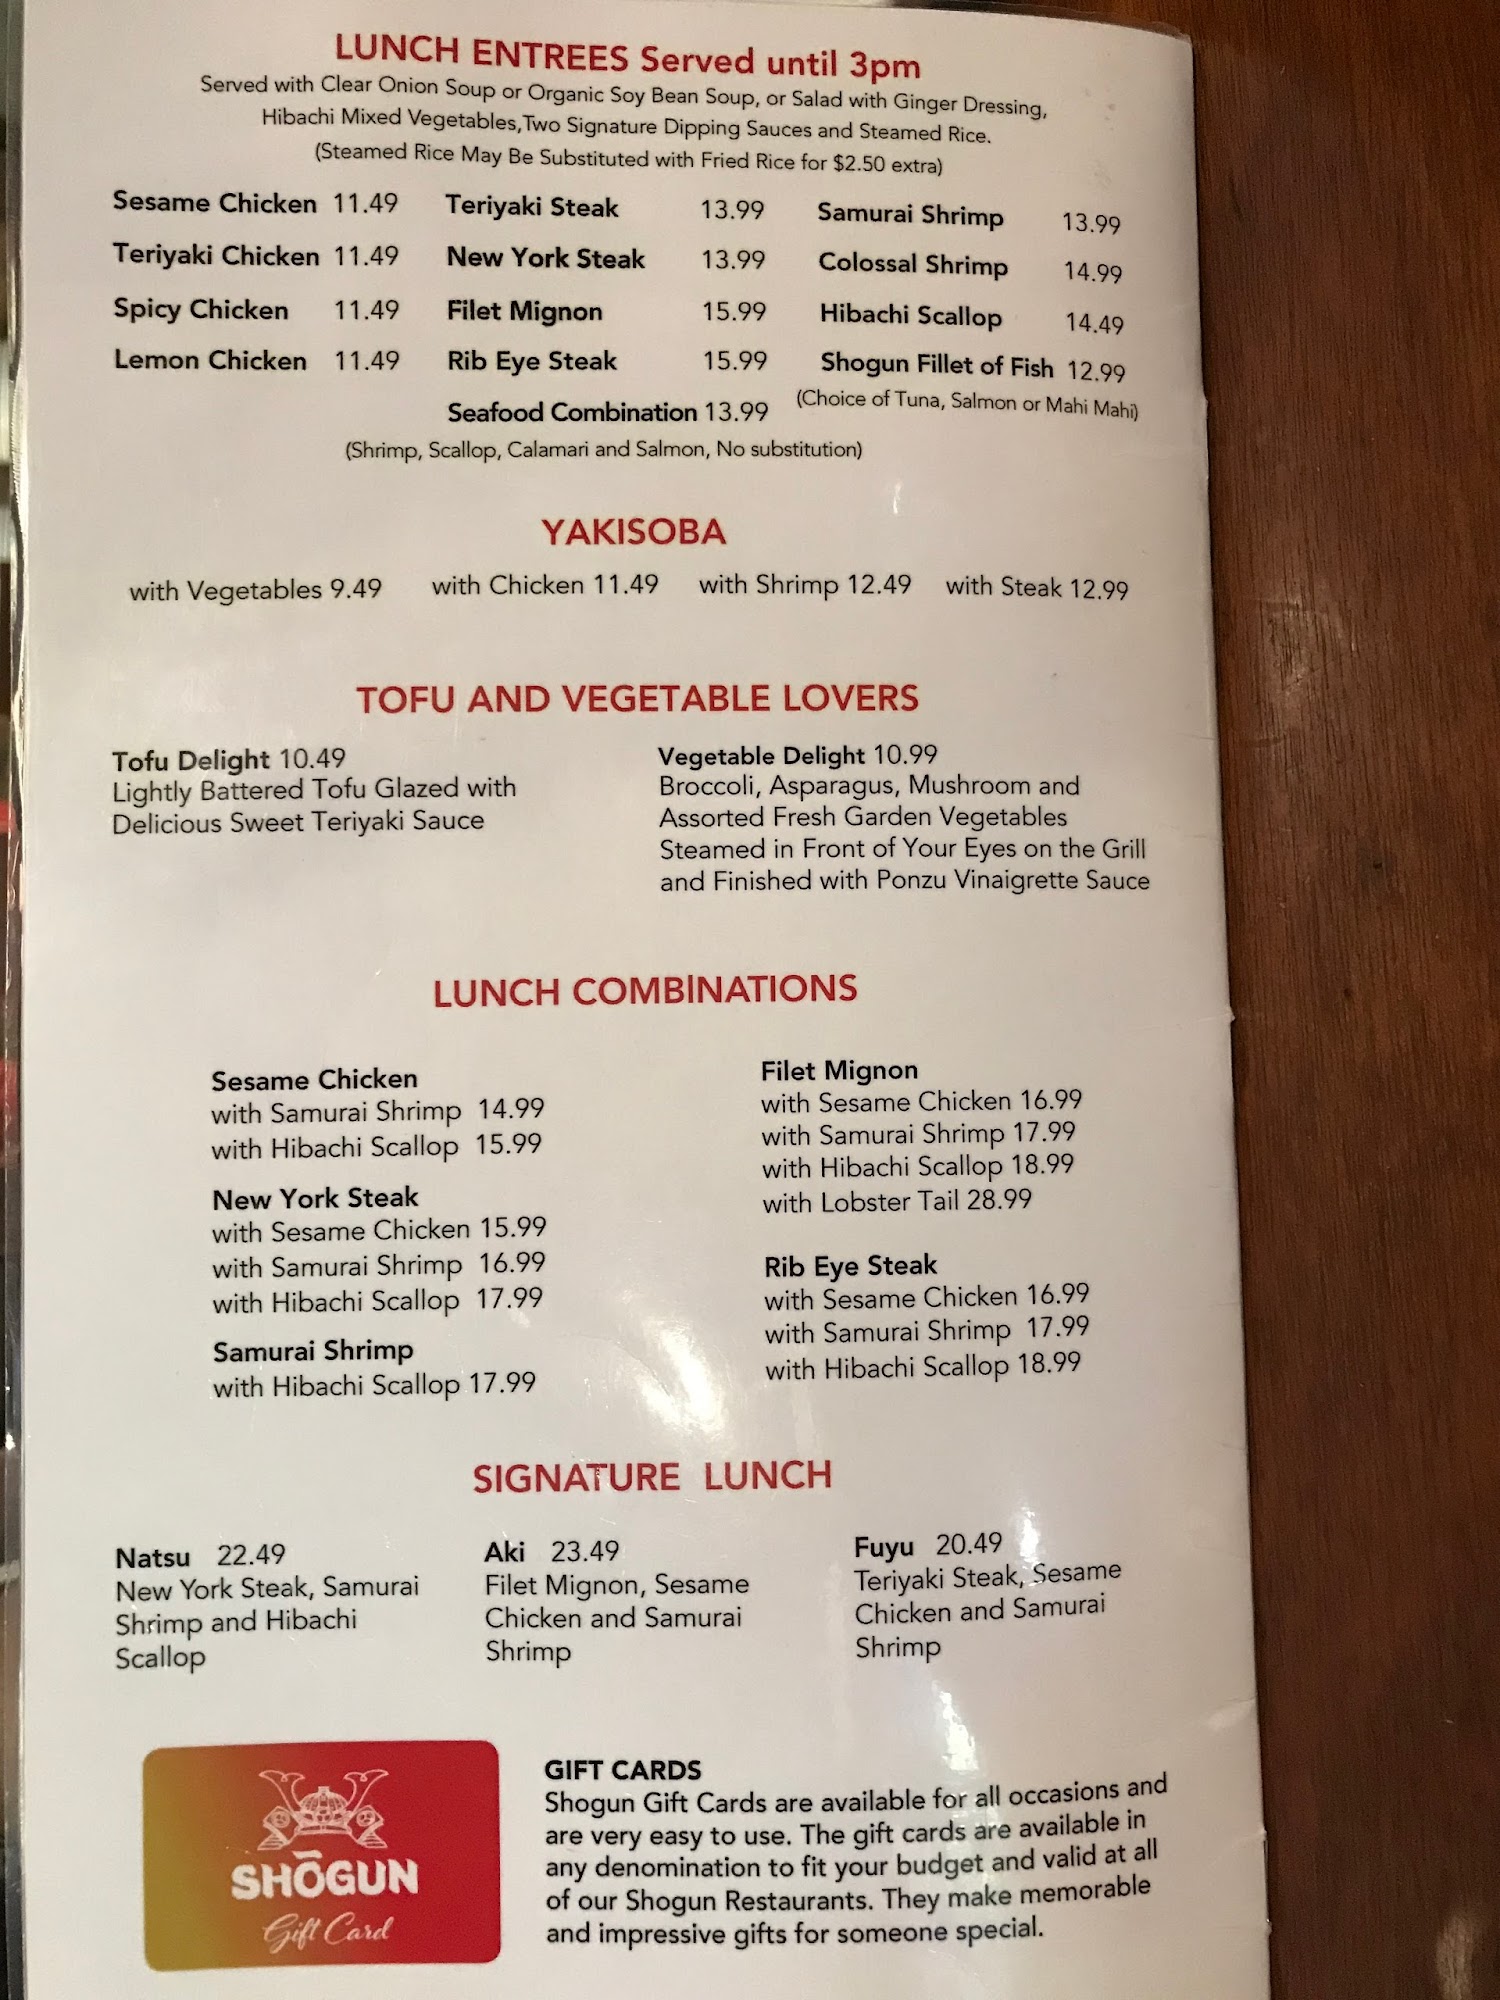 LUNCH ENTREES Served until 3pm
Served with Clear Onion Soup or Organic Soy Bean Soup, or Salad with Ginger Dressing,
Hibachi Mixed Vegetables,Two Signature Dipping Sauces and Steamed Rice.
(Steamed Rice May Be Substituted with Fried Rice for $2.50 extra)
Sesame Chicken 11.49 Teriyaki Steak 13.99 Samurai Shrimp 13.99
Teriyaki Chicken 11.49 New York Steak 13.99 Colossal Shrimp 14.99
Spicy Chicken 11.49 Filet Mignon 15.99 Hibachi Scallop 14.49
Lemon Chicken 11.49 Rib Eye Steak 15.99 Shogun Fillet of Fish 12.99
Seafood Combination 13.99 (Choice of Tuna, Salmon or Mahi Mahi)
(Shrimp, Scallop, Calamari and Salmon, No substitution)
YAKISOBA
with Vegetables 9.49 with Chicken 11.49 with Shrimp 12.49 with Steak 12.99
TOFU AND VEGETABLE LOVERS
Tofu Delight 10.49
Lightly Battered Tofu Glazed with
Delicious Sweet Teriyaki Sauce
Vegetable Delight 10.99
Broccoli, Asparagus, Mushroom and
Assorted Fresh Garden Vegetables
Steamed in Front of Your Eyes on the Grill
and Finished with Ponzu Vinaigrette Sauce
LUNCH COMBINATIONS
Sesame Chicken
with Samurai Shrimp 14.99
with Hibachi Scallop 15.99
New York Steak
with Sesame Chicken 15.99
with Samurai Shrimp 16.99
with Hibachi Scallop 17.99
Samurai Shrimp
with Hibachi Scallop 17.99
Filet Mignon
with Sesame Chicken 16.99
with Samurai Shrimp 17.99
with Hibachi Scallop 18.99
with Lobster Tail 28.99
Rib Eye Steak
with Sesame Chicken 16.99
with Samurai Shrimp 17.99
with Hibachi Scallop 18.99
SIGNATURE LUNCH
Natsu 22.49
New York Steak, Samurai
Shrimp and Hibachi
Scallop
Aki 23.49
Filet Mignon, Sesame
Chicken and Samurai
Shrimp
Fuyu 20.49
Teriyaki Steak, Sesame
Chicken and Samurai
Shrimp
SHŌGUN
Gift Card
GIFT CARDS
Shogun Gift Cards are available for all occasions and
are very easy to use. The gift cards are available in
any denomination to fit your budget and valid at all
of our Shogun Restaurants. They make memorable
and impressive gifts for someone special.